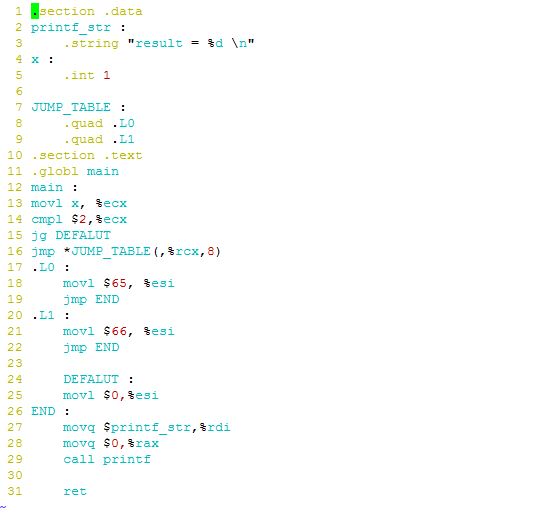 1 .section .data
2 printf_str :
3     .string "result = %d \n"
4 x :
5     .int 1
6
7 JUMP_TABLE :
8     .quad .L0
9     .quad .L1
10 .section .text
11 .globl main
12 main :
13 movl x, %ecx
14 cmpl $2,%ecx
15 jg DEFALUT
16 jmp *JUMP_TABLE(,%rcx,8)
17 .L0 :
18     movl $65, %esi
19     jmp END
20 .L1 :
21     movl $66, %esi
22     jmp END
23
24     DEFALUT :
25     movl $0,%esi
26 END :
27     movq $printf_str,%rdi
28     movq $0,%rax
29     call printf
30
31     ret
~